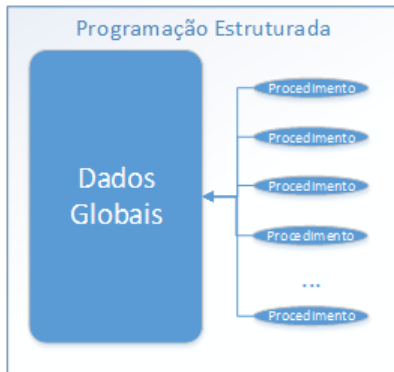 Programação Estruturada
Dados
Globais
Procedimento
Procedimento
Procedimento
Procedimento
...
Procedimento